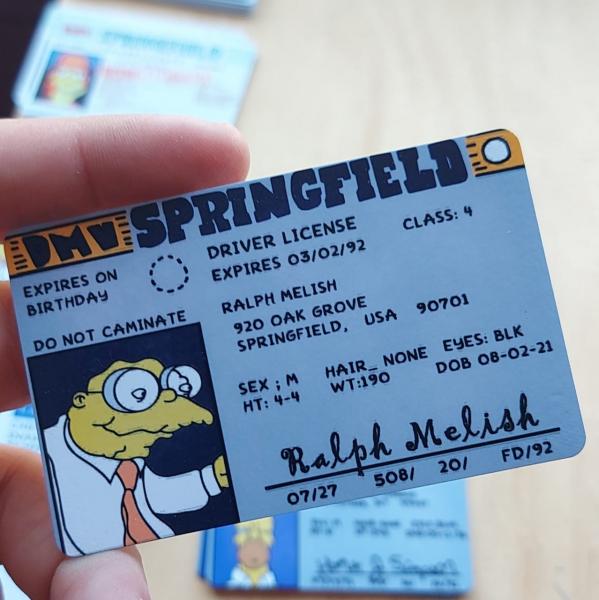 SPRINGFIELD
DMV SPRINGFIELD
DRIVER LICENSE
CLASS: 4
EXPIRES 03/02/92
EXPIRES ON
BIRTHDAY
DO NOT CAMINATE
RALPH MELISH
920 OAK GROVE
SPRINGFIELD, USA 90701
SEX ; M HAIR_ NONE EYES: BLK
HT: 4-4 WT:190 DOB 08-02-21
Ralph Melish
07/27 508/ 20/ FD/92